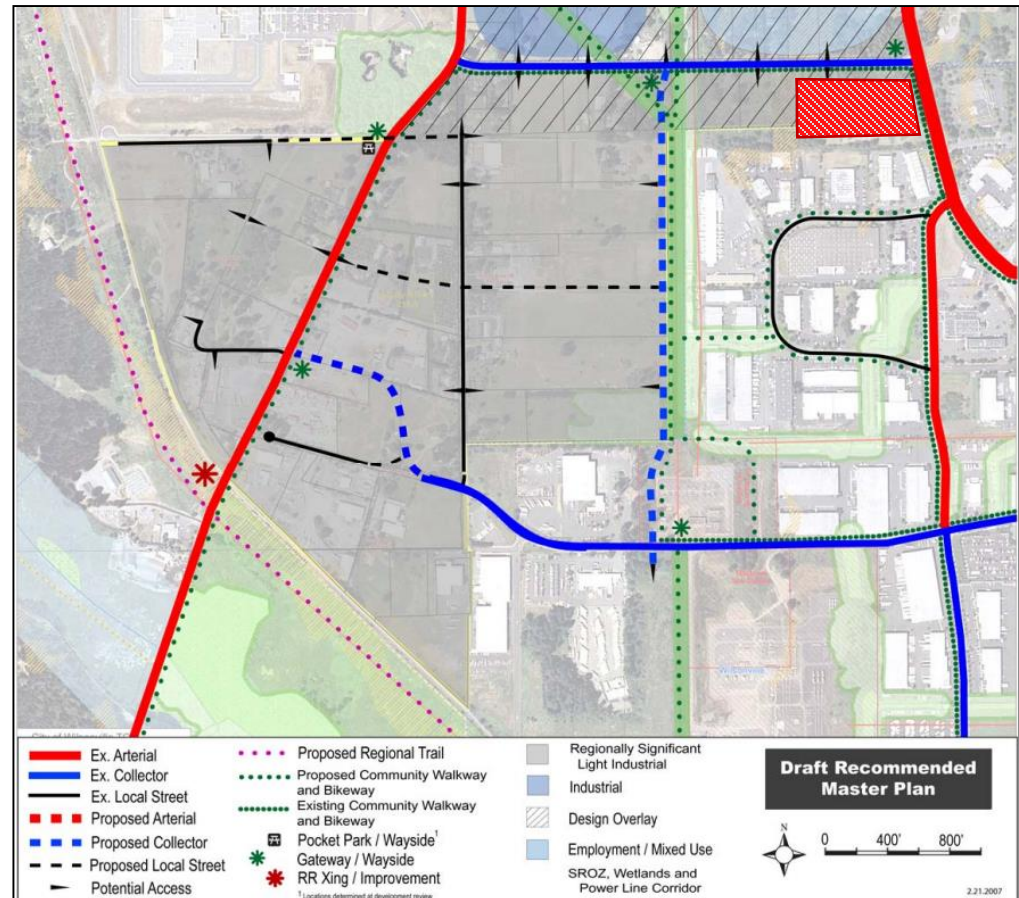 Ex. Arterial
Ex. Collector
Ex. Local Street
Proposed Arterial
Proposed Collector
Proposed Local Street
Potential Access
Proposed Regional Trail
Proposed Community Walkway
and Bikeway
Existing Community Walkway
and Bikeway
Pocket Park / Wayside¹
Gateway / Wayside
RR Xing / Improvement
¹ Locations determined at development review
Regionally Significant
Light Industrial
Industrial
Design Overlay
Employment / Mixed Use
SROZ, Wetlands and
Power Line Corridor
Draft Recommended
Master Plan
N
0 400' 800'
2.21.2007